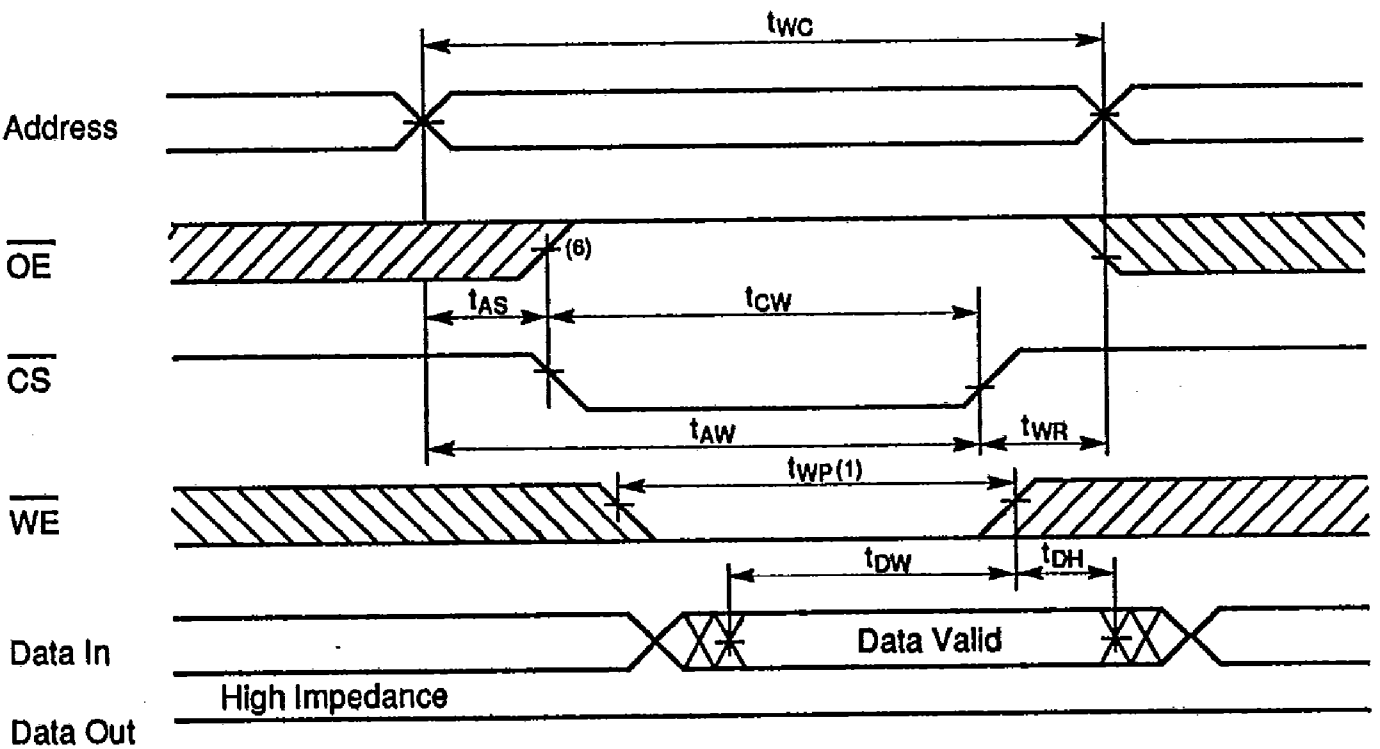 tWC
Address
OE
(6)
tAS
tCW
CS
tAW
tWR
tWP(1)
WE
tDW
tDH
Data In
Data Valid
High Impedance
Data Out